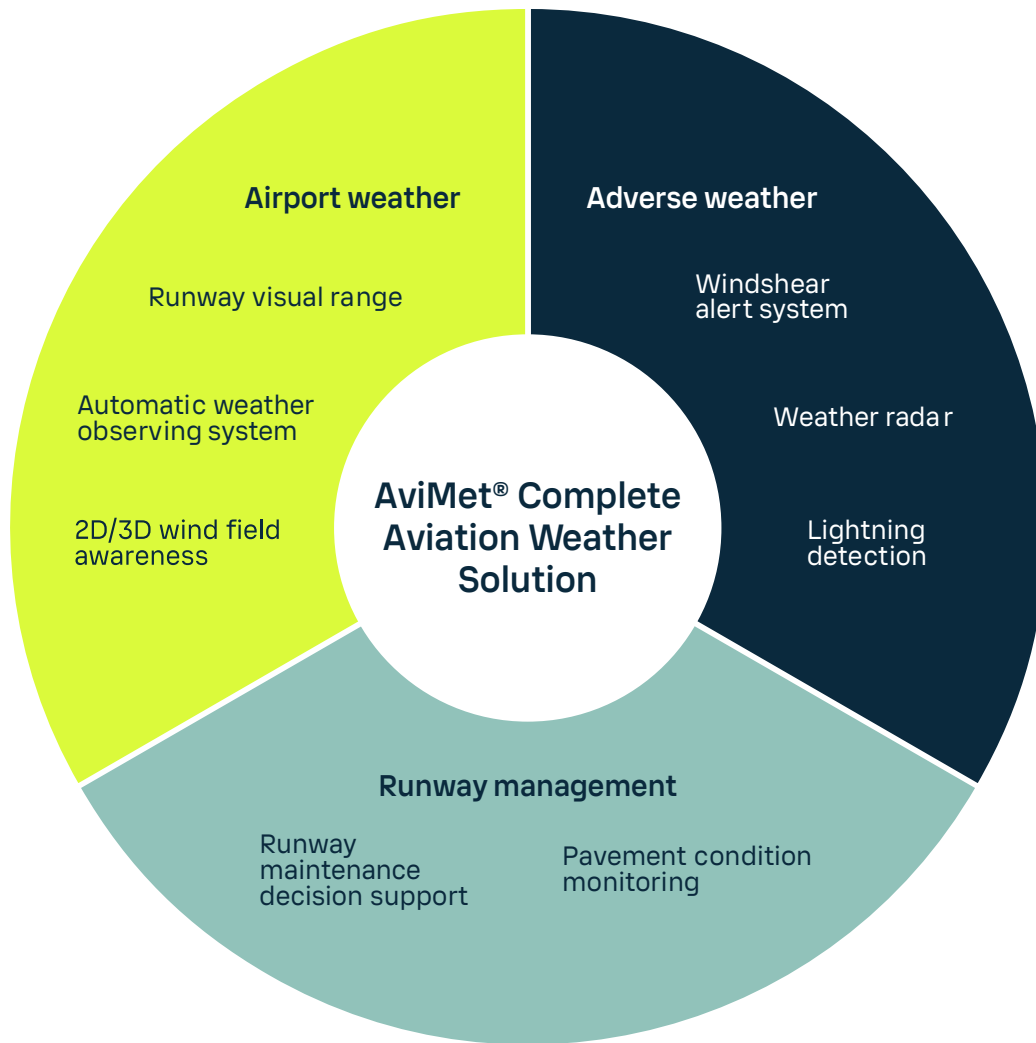 Airport weather
Runway visual range
Automatic weather
observing system
2D/3D wind field
awareness
Adverse weather
Windshear
alert system
Weather radar
Lightning
detection
AviMet® Complete
Aviation Weather
Solution
Runway management
Runway
maintenance
decision support
Pavement condition
monitoring